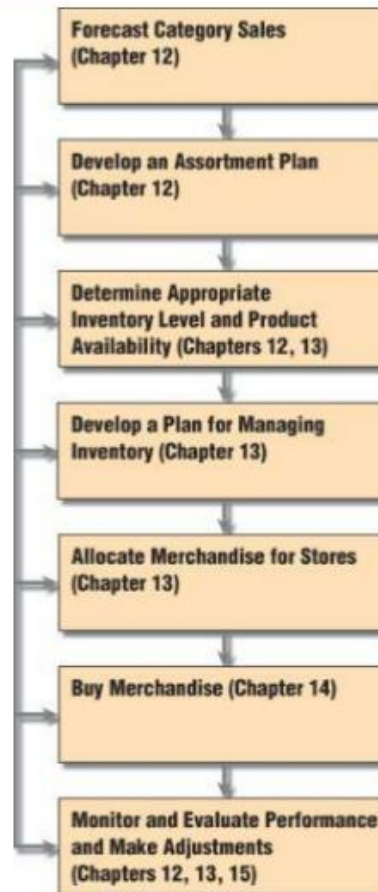 Forecast Category Sales
(Chapter 12)
Develop an Assortment Plan
(Chapter 12)
Determine Appropriate
Inventory Level and Product
Availability (Chapters 12, 13)
Develop a Plan for Managing
Inventory (Chapter 13)
Allocate Merchandise for Stores
(Chapter 13)
Buy Merchandise (Chapter 14)
Monitor and Evaluate Performance
and Make Adjustments
(Chapters 12, 13, 15)